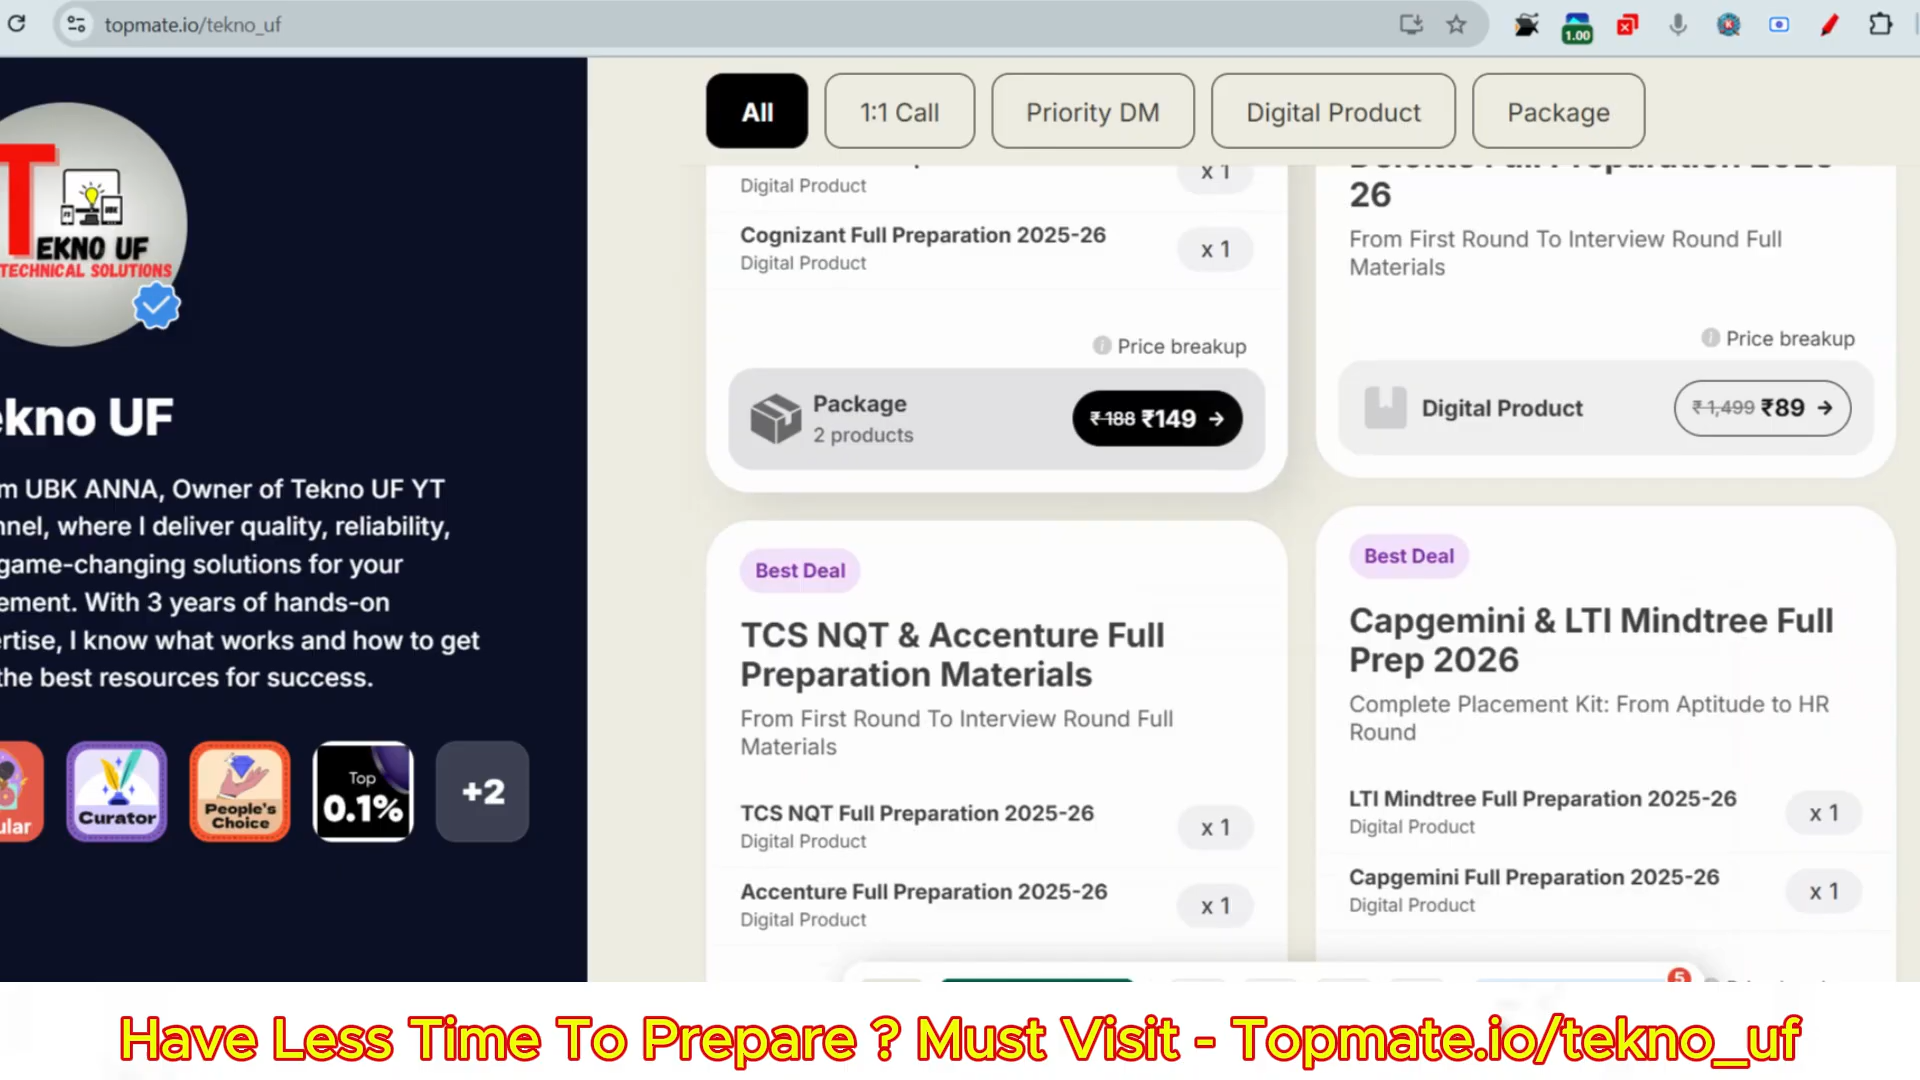 topmate.io/tekno_uf
1.00
All
1:1 Call
Priority DM
Digital Product
Package
T
EKNO UF
TECHNICAL SOLUTIONS
ekno UF
m UBK ANNA, Owner of Tekno UF YT
nnel, where I deliver quality, reliability,
game-changing solutions for your
ement. With 3 years of hands-on
ertise, I know what works and how to get
the best resources for success.
ular
Curator
People's
Choice
Top
0.1%
+2
Digital Product
x 1
Cognizant Full Preparation 2025-26
Digital Product
x 1
Price breakup
Package
2 products
₹ 188 ₹149 →
Deloitte Full Preparation 2025-
26
From First Round To Interview Round Full
Materials
Price breakup
Digital Product
₹ 1,499 ₹89 →
Best Deal
TCS NQT & Accenture Full
Preparation Materials
From First Round To Interview Round Full
Materials
TCS NQT Full Preparation 2025-26
Digital Product
x 1
Accenture Full Preparation 2025-26
Digital Product
x 1
Best Deal
Capgemini & LTI Mindtree Full
Prep 2026
Complete Placement Kit: From Aptitude to HR
Round
LTI Mindtree Full Preparation 2025-26
Digital Product
x 1
Capgemini Full Preparation 2025-26
Digital Product
x 1
5
Have Less Time To Prepare ? Must Visit - Topmate.io/tekno_uf